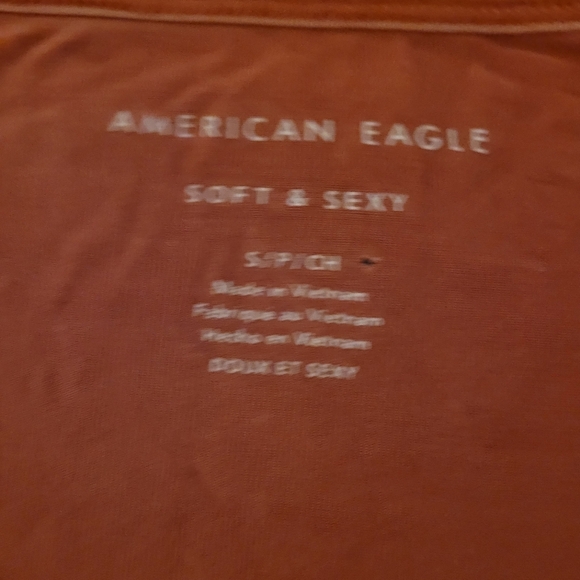 AMERICAN EAGLE
SOFT & SEXY
S/P/CH
Made in Vietnam
Fabriqué au Vietnam
Hecho en Vietnam
DOUX ET SEXY